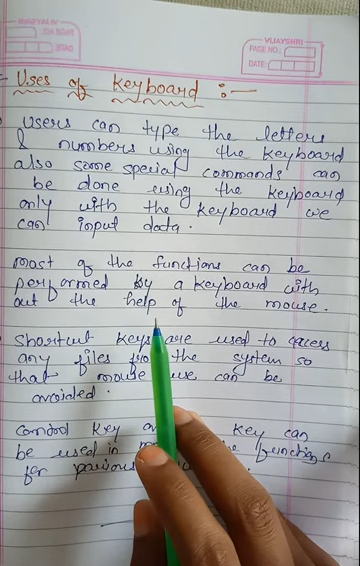 VIJAYSHRI
PAGE NO.:
DATE:
Uses of Keyboard :-
users can type the letters
& numbers using the keyboard
also some special commands can
be done using the keyboard
only with the keyboard we
can input data.
most of the functions can be
performed by a keyboard with
out the help of the mouse.
Shortcut keys are used to access
any files from the system so
that mouse use can be
avoided.
Control key key can
be used in functions
for various